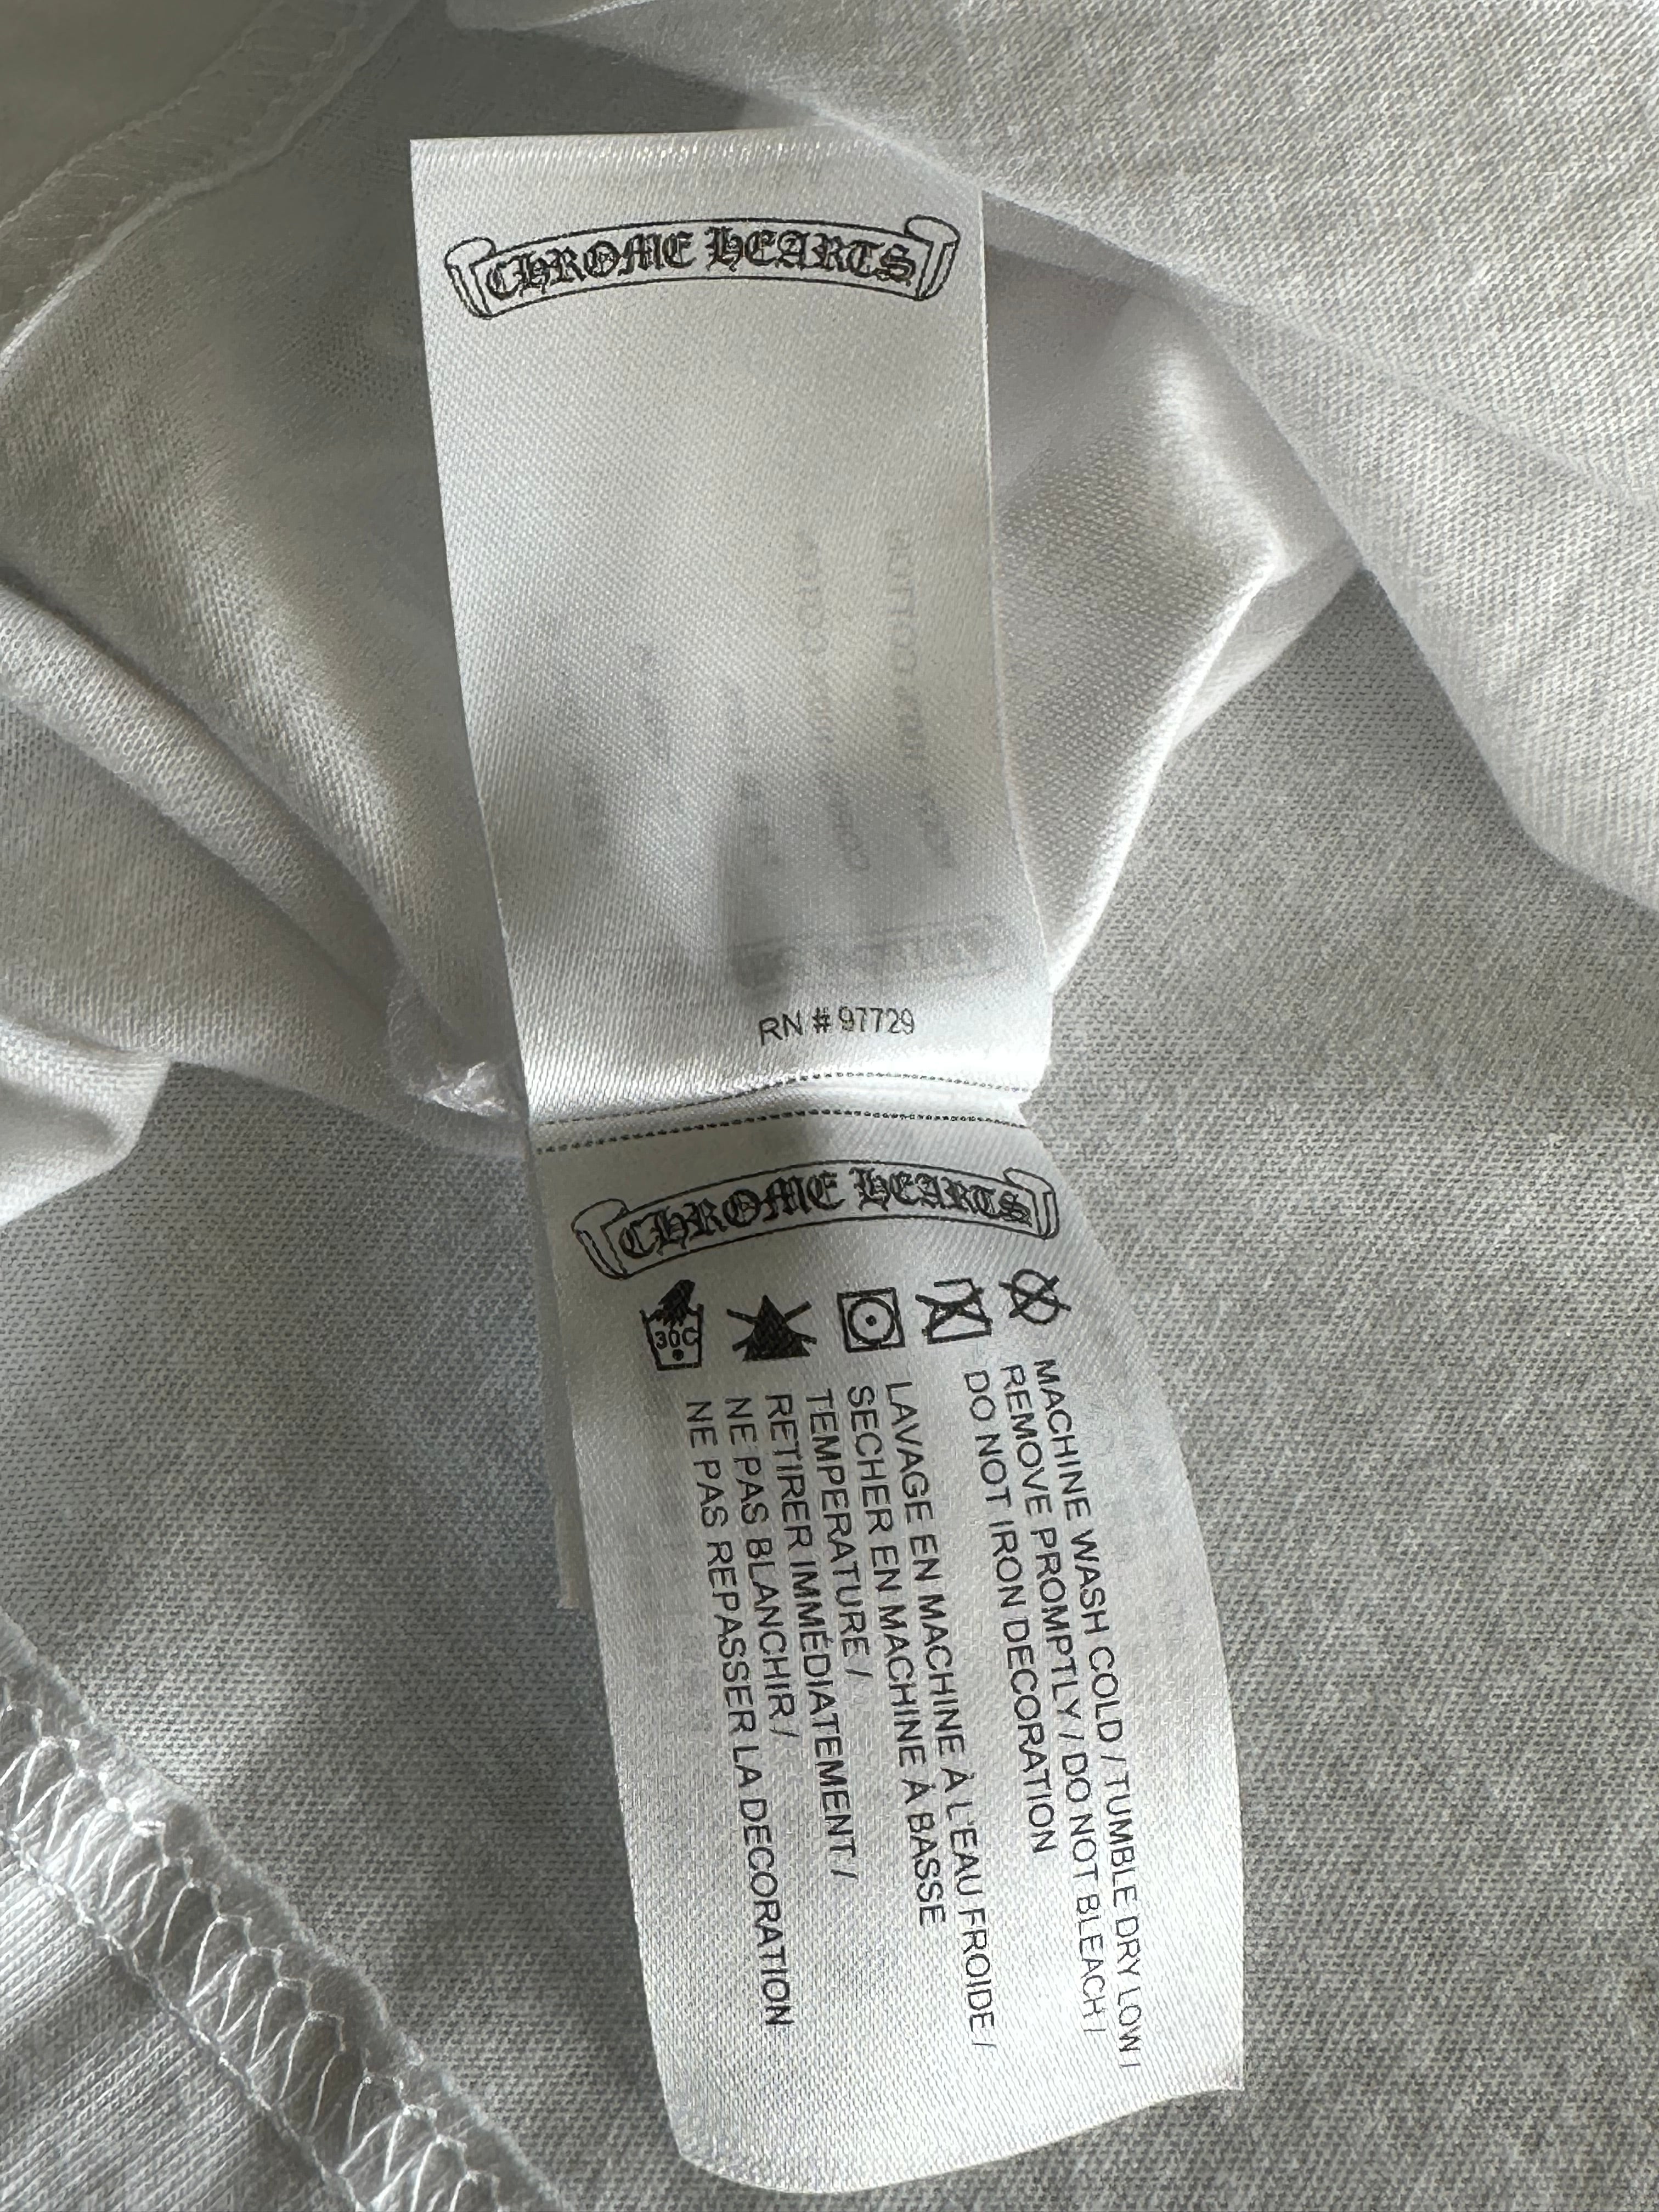 CHROME HEARTS
RN # 97729
CHROME HEARTS
30C
MACHINE WASH COLD / TUMBLE DRY LOW /
REMOVE PROMPTLY / DO NOT BLEACH /
DO NOT IRON DECORATION
LAVAGE EN MACHINE À L'EAU FROIDE /
SECHER EN MACHINE À BASSE
TEMPERATURE /
RETIRER IMMÉDIATEMENT /
NE PAS BLANCHIR /
NE PAS REPASSER LA DECORATION